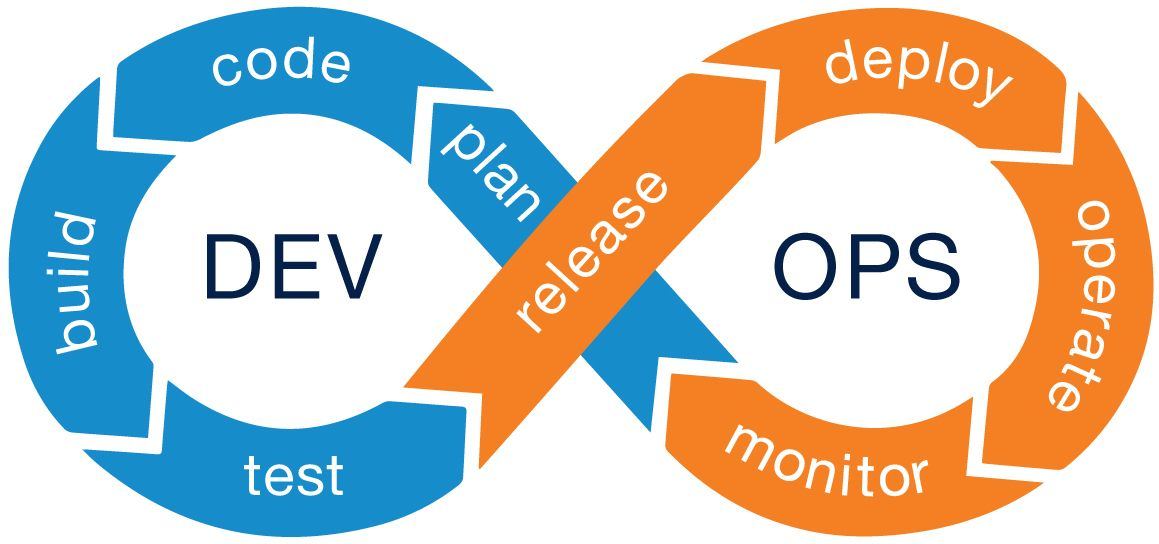 code
deploy
plan
release
build
DEV
OPS
operate
test
monitor